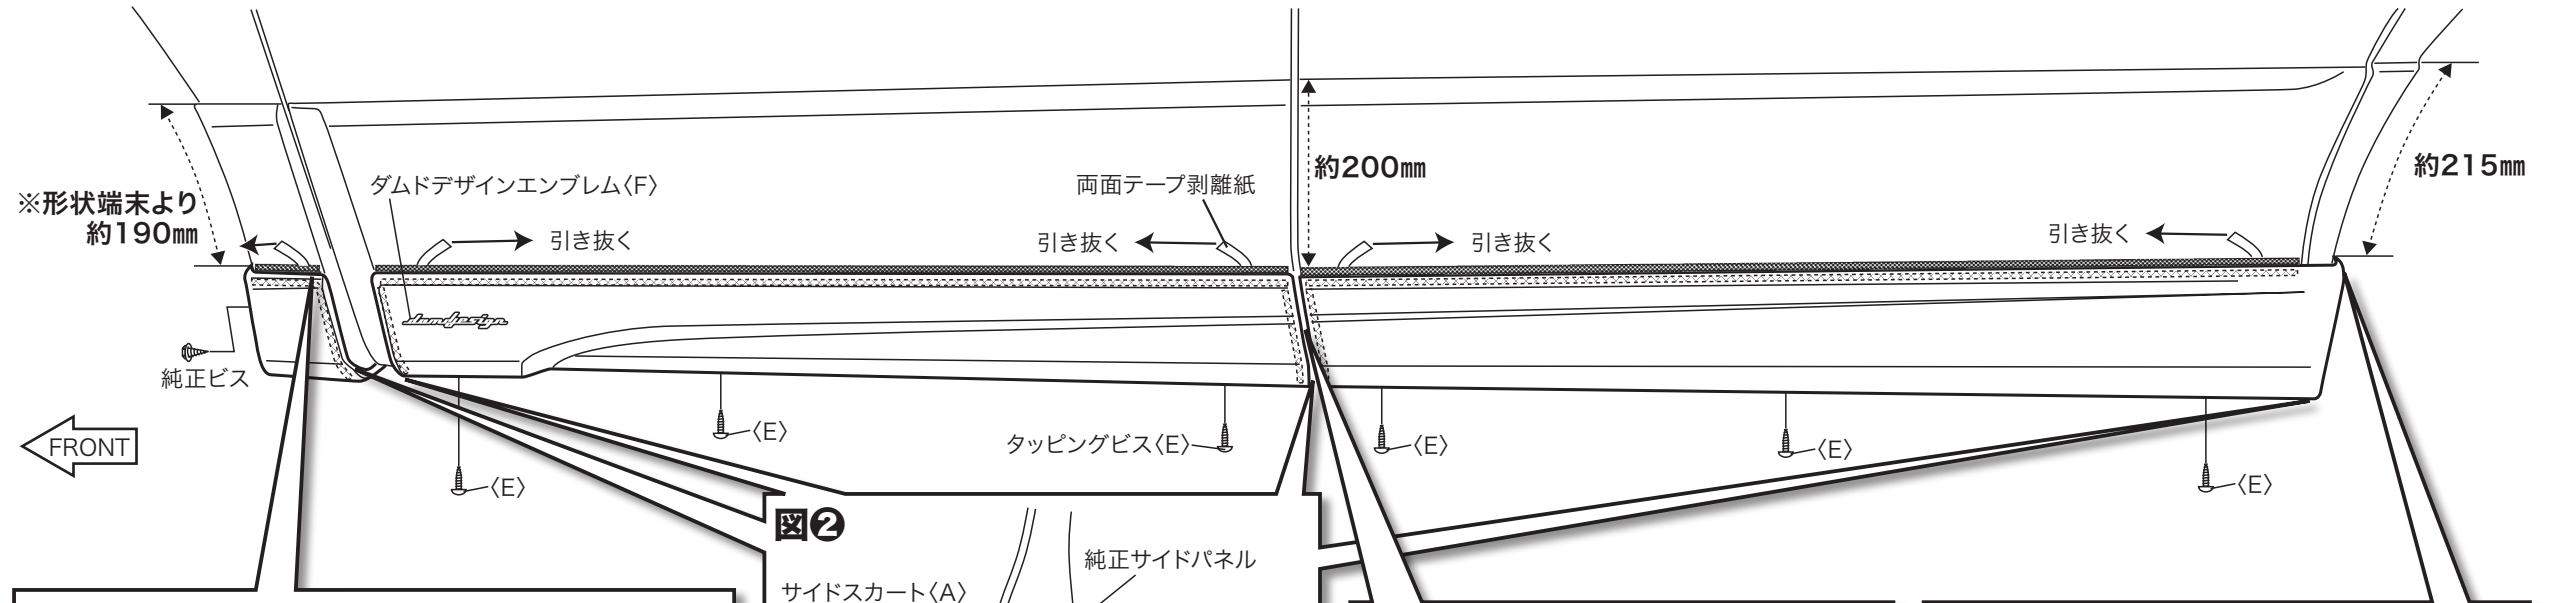 約200㎜
約215㎜
ダムドデザインエンブレム〈F〉
両面テープ剥離紙
※形状端末より
約190㎜
引き抜く
引き抜く
引き抜く
引き抜く
damdesign
純正ビス
FRONT
〈E〉
〈E〉
タッピングビス〈E〉
〈E〉
〈E〉
〈E〉
図❷
純正サイドパネル
サイドスカート〈A〉